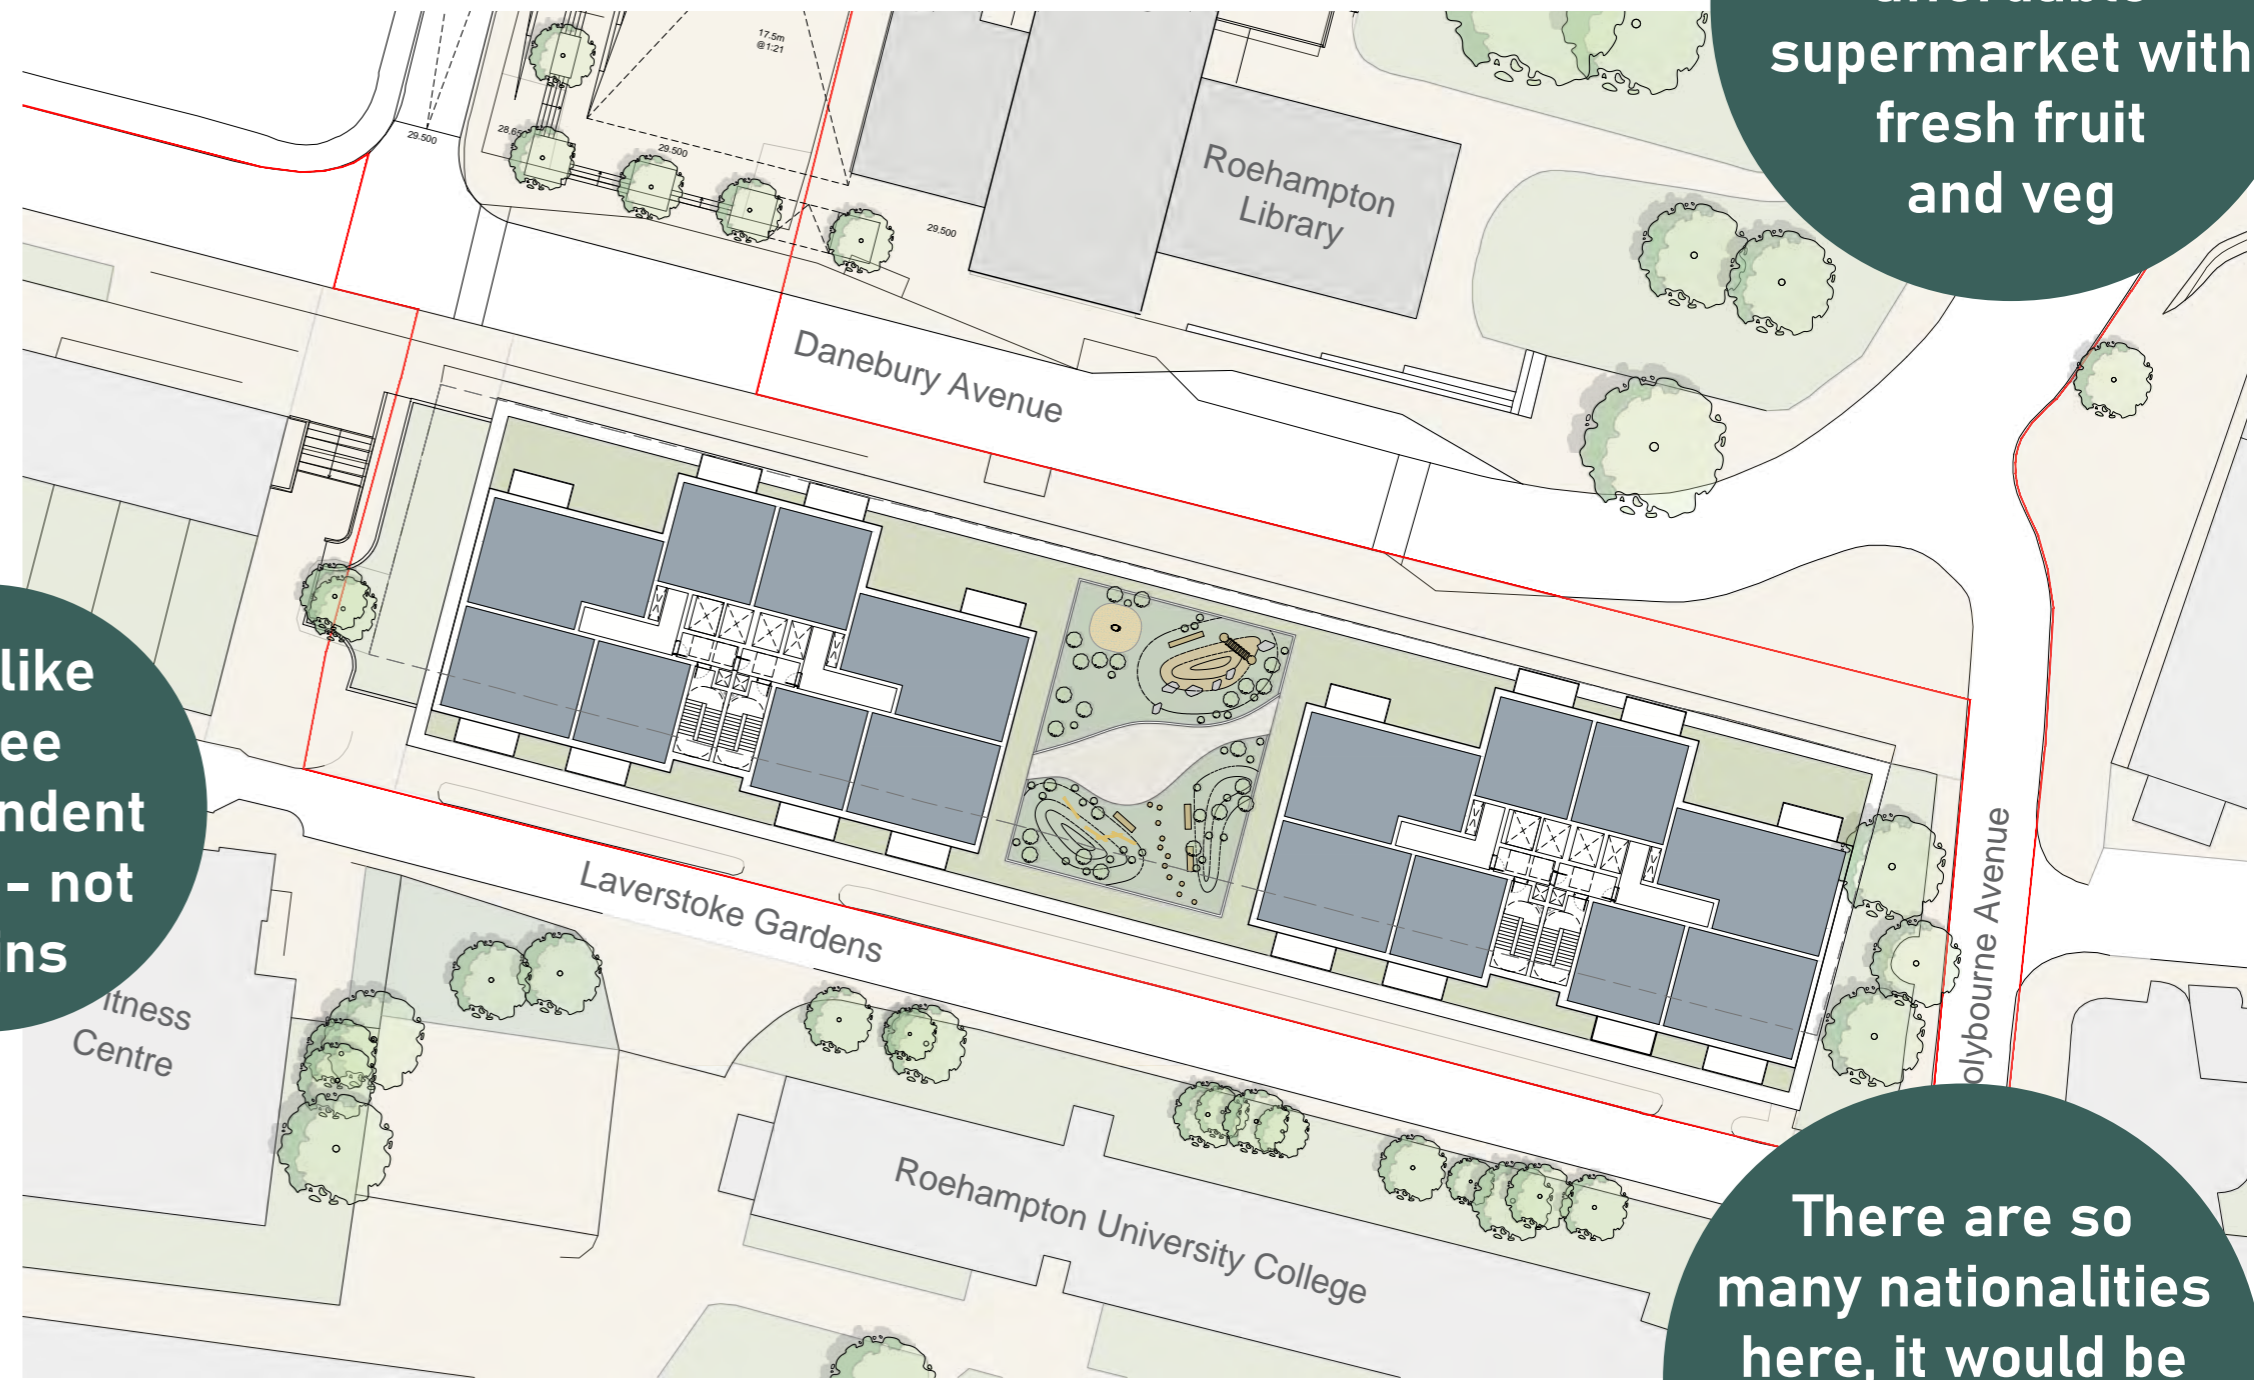 supermarket with
fresh fruit
and veg
17.5m
@1:21
29.500
29.500
29.500
Roehampton
Library
Danebury Avenue
like
ee
ndent
- not
ins
Laverstoke Gardens
olybourne Avenue
itness
Centre
Roehampton University College
There are so
many nationalities
here, it would be